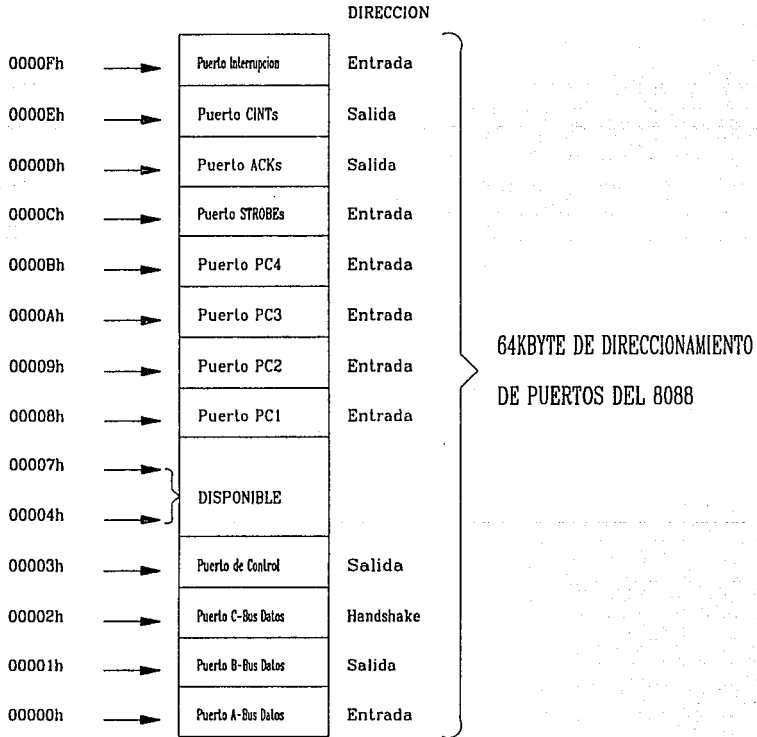 DIRECCION
0000Fh Puerto Interrupcion Entrada
0000Eh Puerto CINTs Salida
0000Dh Puerto ACKs Salida
0000Ch Puerto STROBEs Entrada
0000Bh Puerto PC4 Entrada
0000Ah Puerto PC3 Entrada
00009h Puerto PC2 Entrada
00008h Puerto PC1 Entrada
00007h
DISPONIBLE
00004h
00003h Puerto de Control Salida
00002h Puerto C-Bus Datos Handshake
00001h Puerto B-Bus Datos Salida
00000h Puerto A-Bus Datos Entrada
64KBYTE DE DIRECCIONAMIENTO
DE PUERTOS DEL 8088